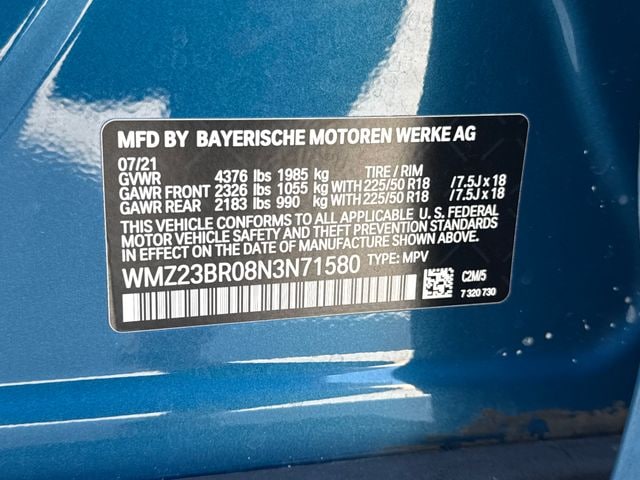 MFD BY BAYERISCHE MOTOREN WERKE AG
07/21
GVWR 4376 lbs 1985 kg TIRE / RIM
GAWR FRONT 2326 lbs 1055 kg WITH 225/50 R18 / 7.5J x 18
GAWR REAR 2183 lbs 990 kg WITH 225/50 R18 / 7.5J x 18
THIS VEHICLE CONFORMS TO ALL APPLICABLE U. S. FEDERAL
MOTOR VEHICLE SAFETY, BUMPER, AND THEFT PREVENTION STANDARDS
IN EFFECT ON THE DATE OF MANUFACTURE SHOWN ABOVE.
WMZ23BR08N3N71580 TYPE: MPV
C2M/5
7 320 730